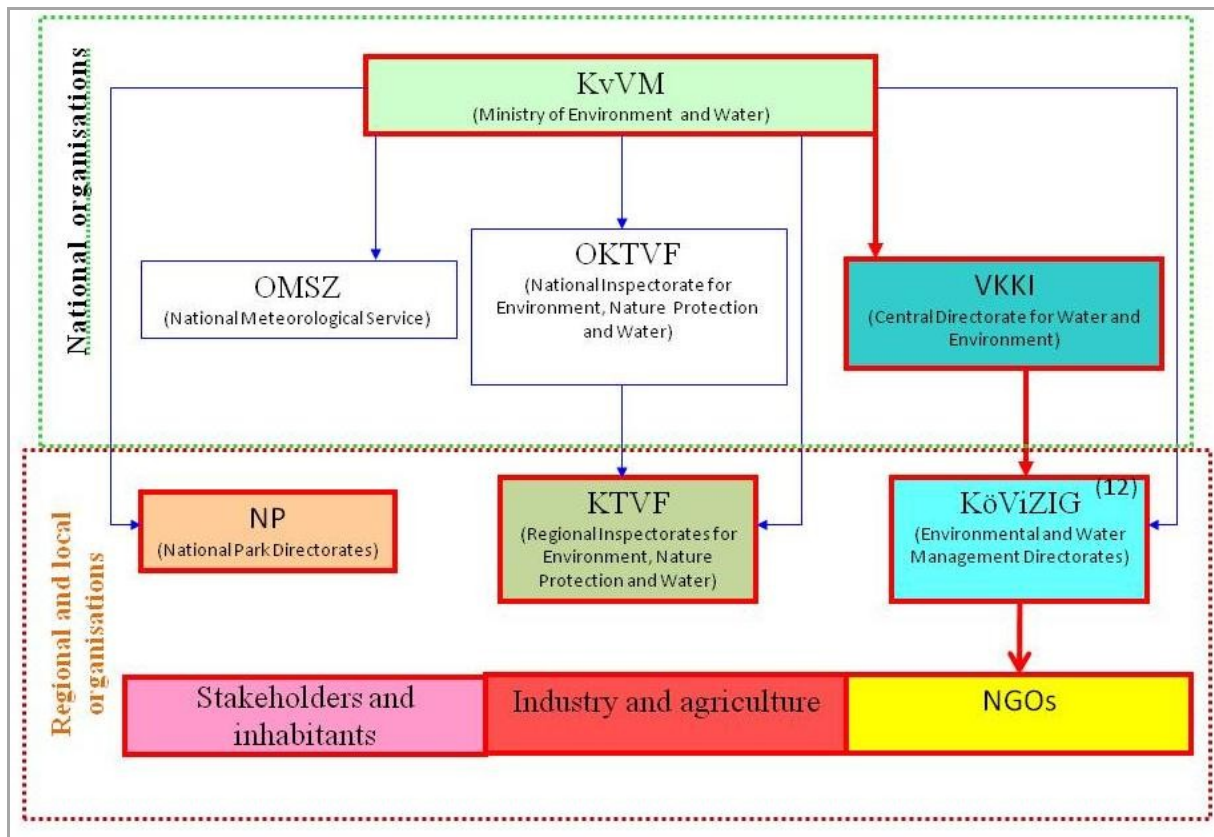 National organisations
KvVM
(Ministry of Environment and Water)
OMSZ
(National Meteorological Service)
OKTVF
(National Inspectorate for
Environment, Nature Protection
and Water)
VKKI
(Central Directorate for Water and
Environment)
Regional and local
organisations
NP
(National Park Directorates)
KTVF
(Regional Inspectorates for
Environment, Nature
Protection and Water)
KöViZIG (12)
(Environmental and Water
Management Directorates)
Stakeholders and
inhabitants
Industry and agriculture
NGOs